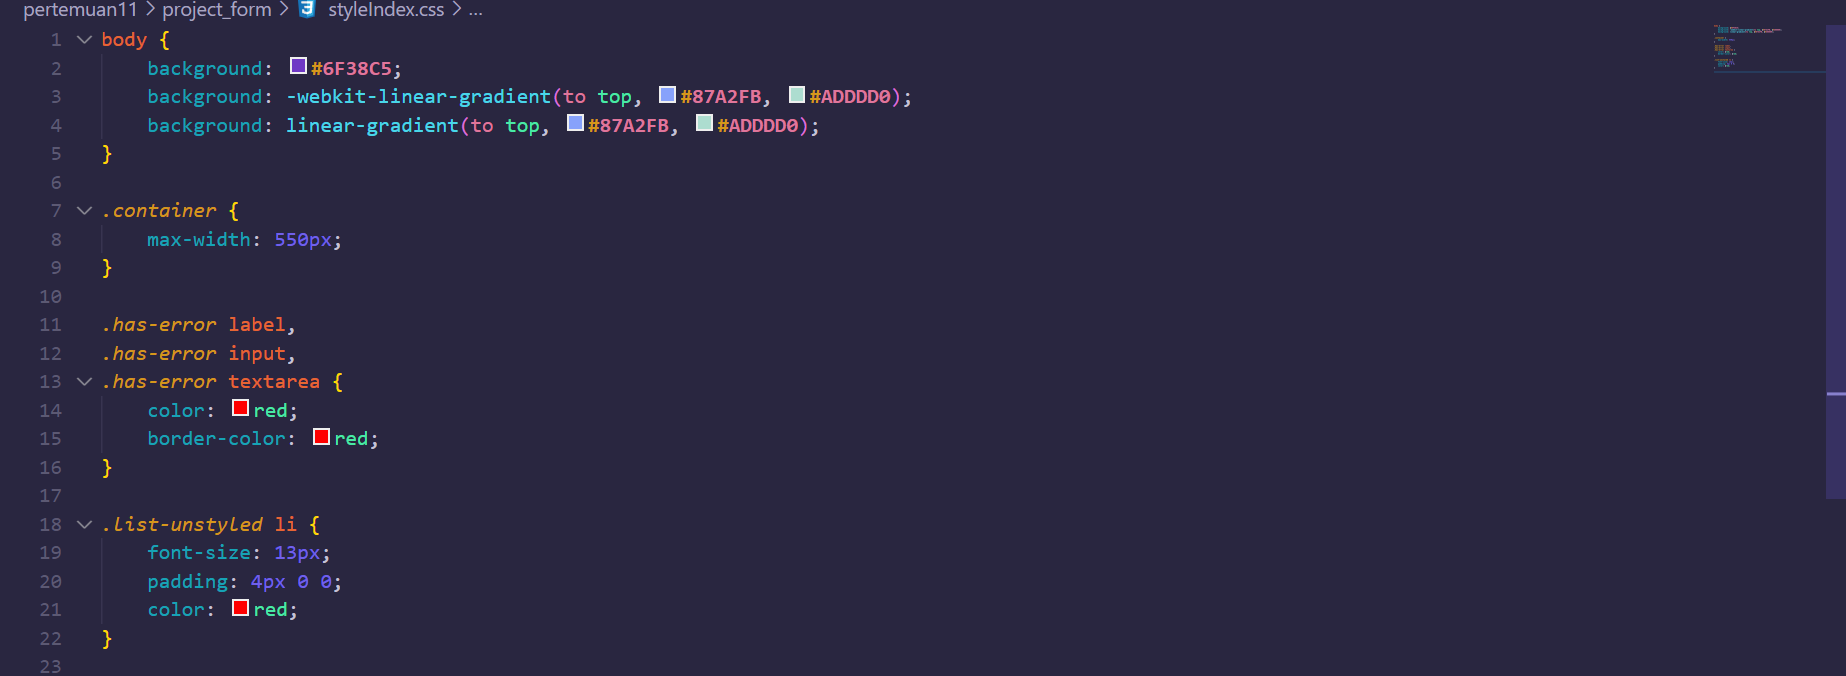 pertemuan11 > project_form > styleIndex.css > ...
1 body {
2     background: #6F38C5;
3     background: -webkit-linear-gradient(to top, #87A2FB, #ADDDD0);
4     background: linear-gradient(to top, #87A2FB, #ADDDD0);
5 }
6
7 .container {
8     max-width: 550px;
9 }
10
11 .has-error label,
12 .has-error input,
13 .has-error textarea {
14     color: red;
15     border-color: red;
16 }
17
18 .list-unstyled li {
19     font-size: 13px;
20     padding: 4px 0 0;
21     color: red;
22 }
23